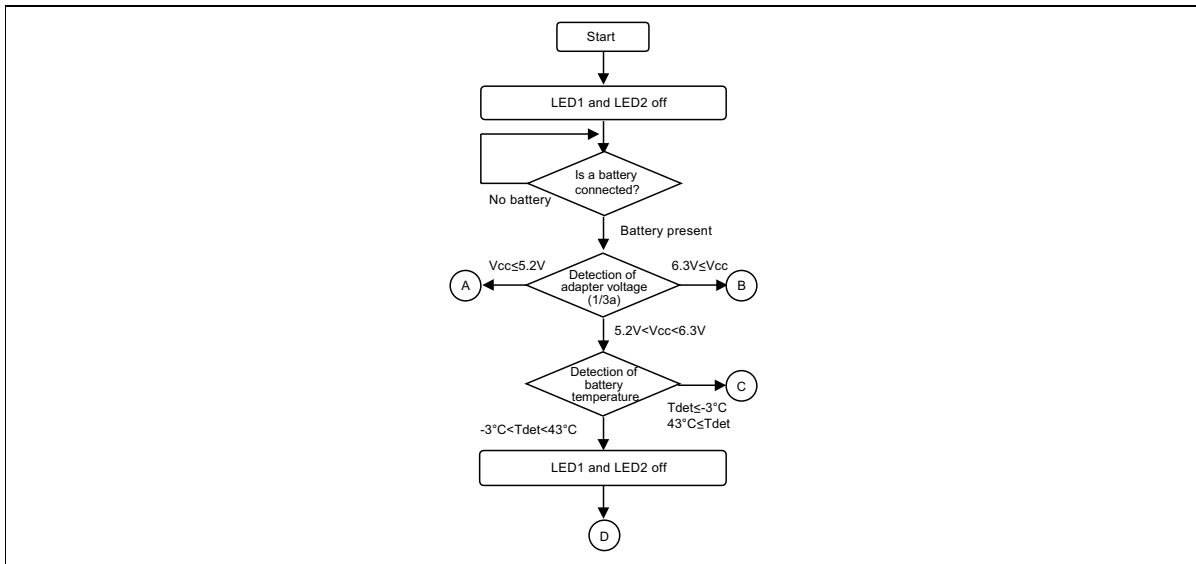 Start
LED1 and LED2 off
Is a battery
connected?
No battery
Battery present
Vcc≤5.2V
6.3V≤Vcc
A
Detection of
adapter voltage
(1/3a)
B
5.2V<Vcc<6.3V
Detection of
battery
temperature
C
Tdet≤-3°C
43°C≤Tdet
-3°C<Tdet<43°C
LED1 and LED2 off
D